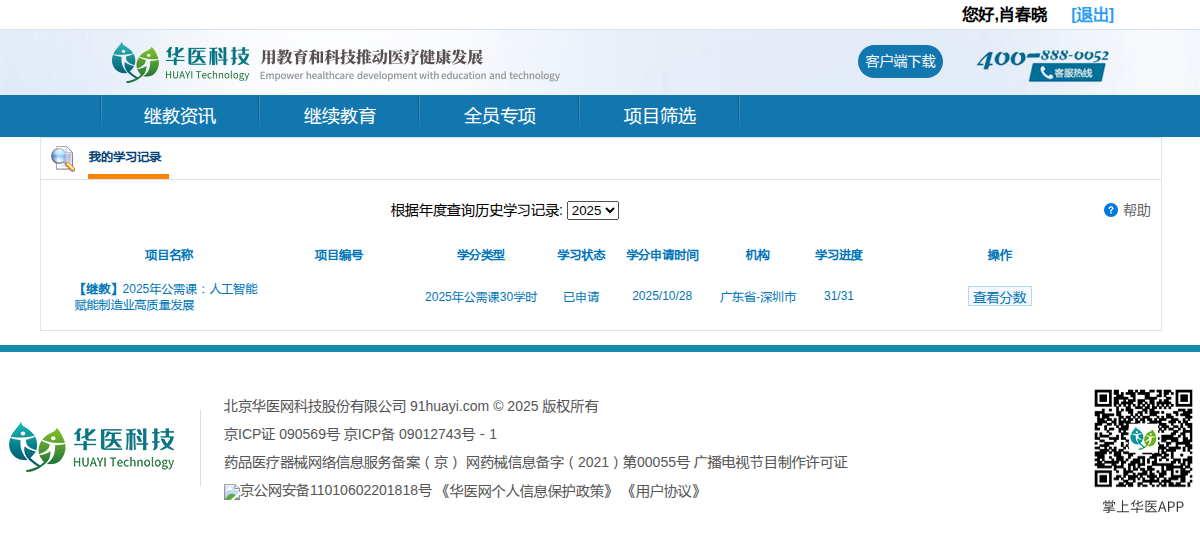 您好,肖春晓 [退出]
华医科技 用教育和科技推动医疗健康发展
HUAYI Technology Empower healthcare development with education and technology
客户端下载
400-888-0052
客服热线
继教资讯 继续教育 全员专项 项目筛选
我的学习记录
根据年度查询历史学习记录: 2025
? 帮助
项目名称 项目编号 学分类型 学习状态 学分申请时间 机构 学习进度 操作
【继教】2025年公需课：人工智能
赋能制造业高质量发展
2025年公需课30学时 已申请 2025/10/28 广东省-深圳市 31/31 查看分数
华医科技
HUAYI Technology
北京华医网科技股份有限公司 91huayi.com © 2025 版权所有
京ICP证 090569号 京ICP备 09012743号 - 1
药品医疗器械网络信息服务备案（京） 网药械信息备字（2021）第00055号 广播电视节目制作许可证
京公网安备11010602201818号 《华医网个人信息保护政策》 《用户协议》
掌上华医APP